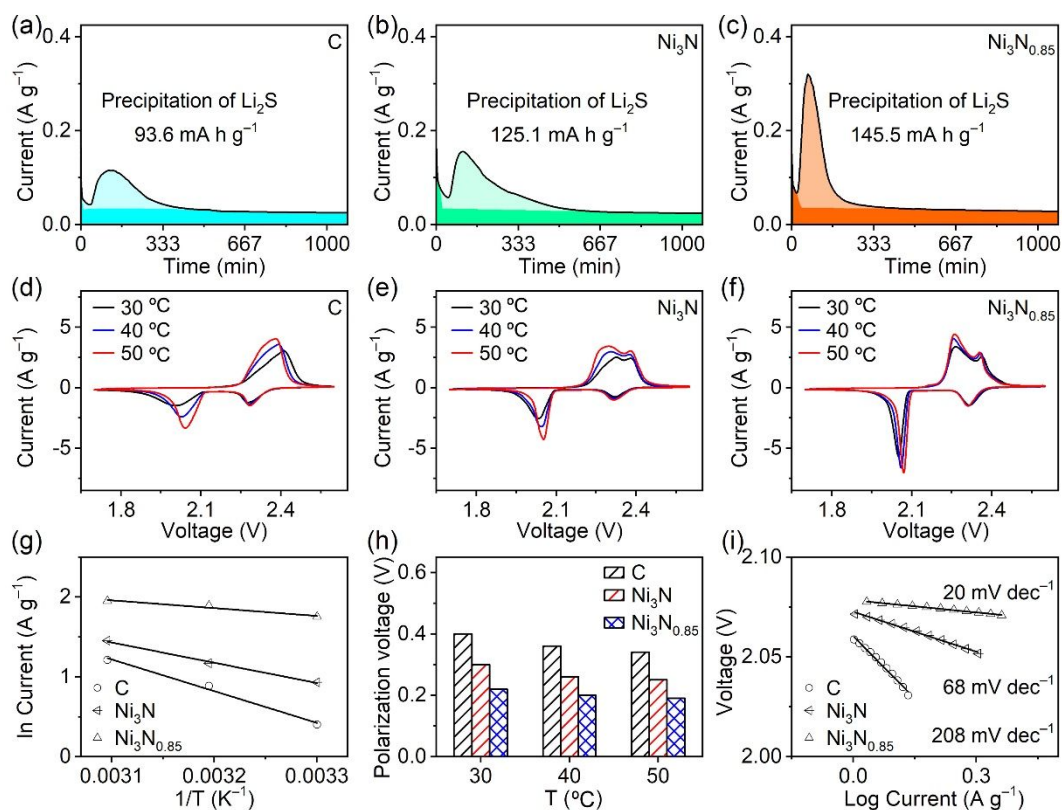 (a)
C
Precipitation of Li₂S
93.6 mA h g⁻¹
0.4
0.2
0.0
Current (A g⁻¹)
0 333 667 1000
Time (min)
(b)
Ni₃N
Precipitation of Li₂S
125.1 mA h g⁻¹
0.4
0.2
0.0
Current (A g⁻¹)
0 333 667 1000
Time (min)
(c)
Ni₃N₀.₈₅
Precipitation of Li₂S
145.5 mA h g⁻¹
0.4
0.2
0.0
Current (A g⁻¹)
0 333 667 1000
Time (min)
(d)
C
30 ºC
40 ºC
50 ºC
5
0
-5
Current (A g⁻¹)
1.8 2.1 2.4
Voltage (V)
(e)
Ni₃N
30 ºC
40 ºC
50 ºC
5
0
-5
Current (A g⁻¹)
1.8 2.1 2.4
Voltage (V)
(f)
Ni₃N₀.₈₅
30 ºC
40 ºC
50 ºC
5
0
-5
Current (A g⁻¹)
1.8 2.1 2.4
Voltage (V)
(g)
2
1
0
ln Current (A g⁻¹)
C
Ni₃N
Ni₃N₀.₈₅
0.0031 0.0032 0.0033
1/T (K⁻¹)
(h)
C
Ni₃N
Ni₃N₀.₈₅
0.6
0.4
0.2
0.0
Polarization voltage (V)
30 40 50
T (ºC)
(i)
20 mV dec⁻¹
68 mV dec⁻¹
208 mV dec⁻¹
C
Ni₃N
Ni₃N₀.₈₅
2.10
2.05
2.00
Voltage (V)
0.0 0.3
Log Current (A g⁻¹)